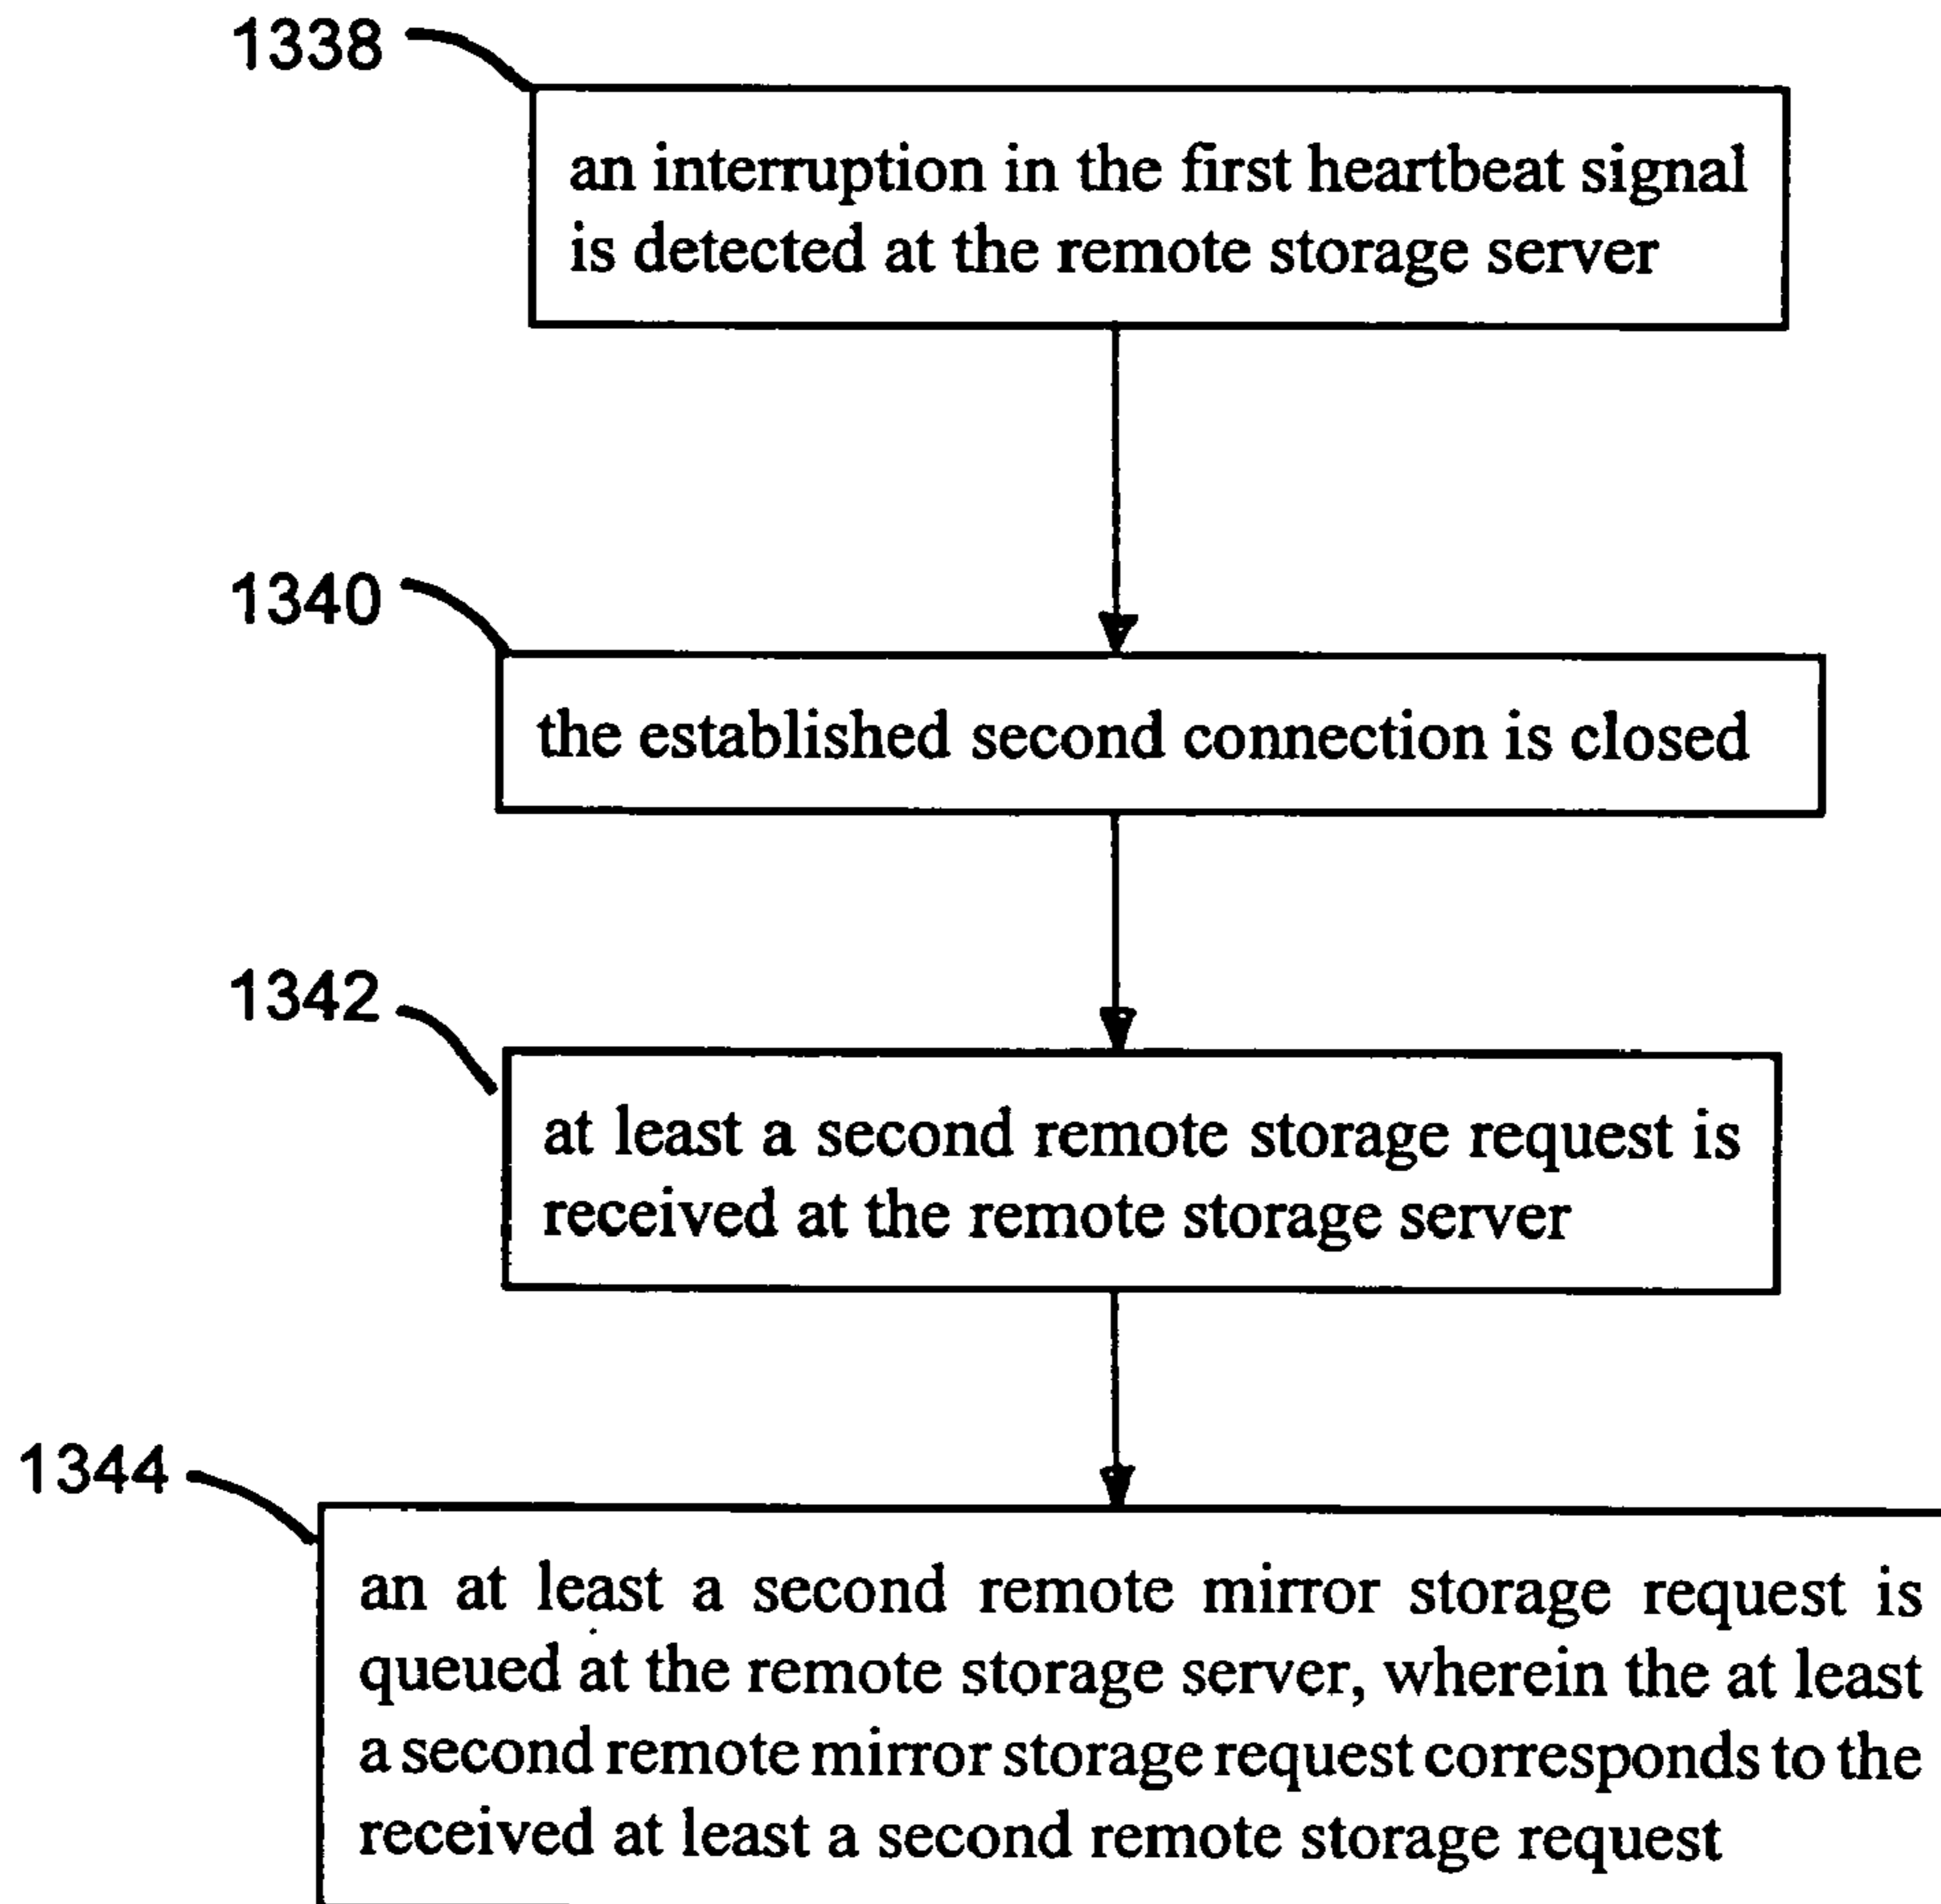 1338
an interruption in the first heartbeat signal
is detected at the remote storage server
1340
the established second connection is closed
1342
at least a second remote storage request is
received at the remote storage server
1344
an at least a second remote mirror storage request is
queued at the remote storage server, wherein the at least
a second remote mirror storage request corresponds to the
received at least a second remote storage request